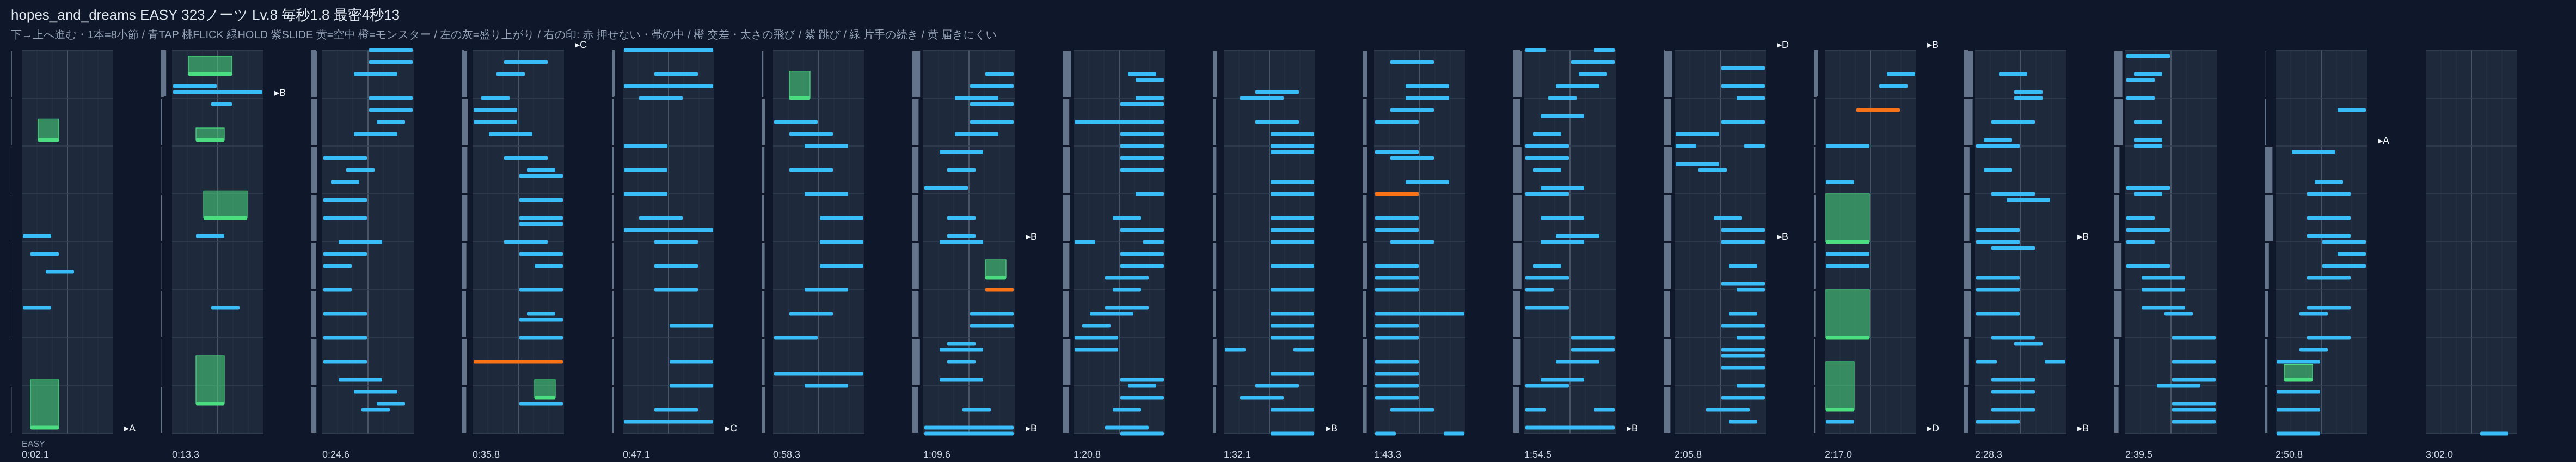 hopes_and_dreams EASY 323ノーツ Lv.8 毎秒1.8 最密4秒13
下→上へ進む・1本=8小節 / 青TAP 桃FLICK 緑HOLD 紫SLIDE 黄=空中 橙=モンスター / 左の灰=盛り上がり / 右の印: 赤 押せない・帯の中 / 橙 交差・太さの飛び / 紫 跳び / 緑 片手の続き / 黄 届きにくい
▸C ▸D ▸B
▸B
▸A
▸B ▸B ▸B
▸A ▸C ▸B ▸B ▸B ▸D ▸B
EASY
0:02.1 0:13.3 0:24.6 0:35.8 0:47.1 0:58.3 1:09.6 1:20.8 1:32.1 1:43.3 1:54.5 2:05.8 2:17.0 2:28.3 2:39.5 2:50.8 3:02.0